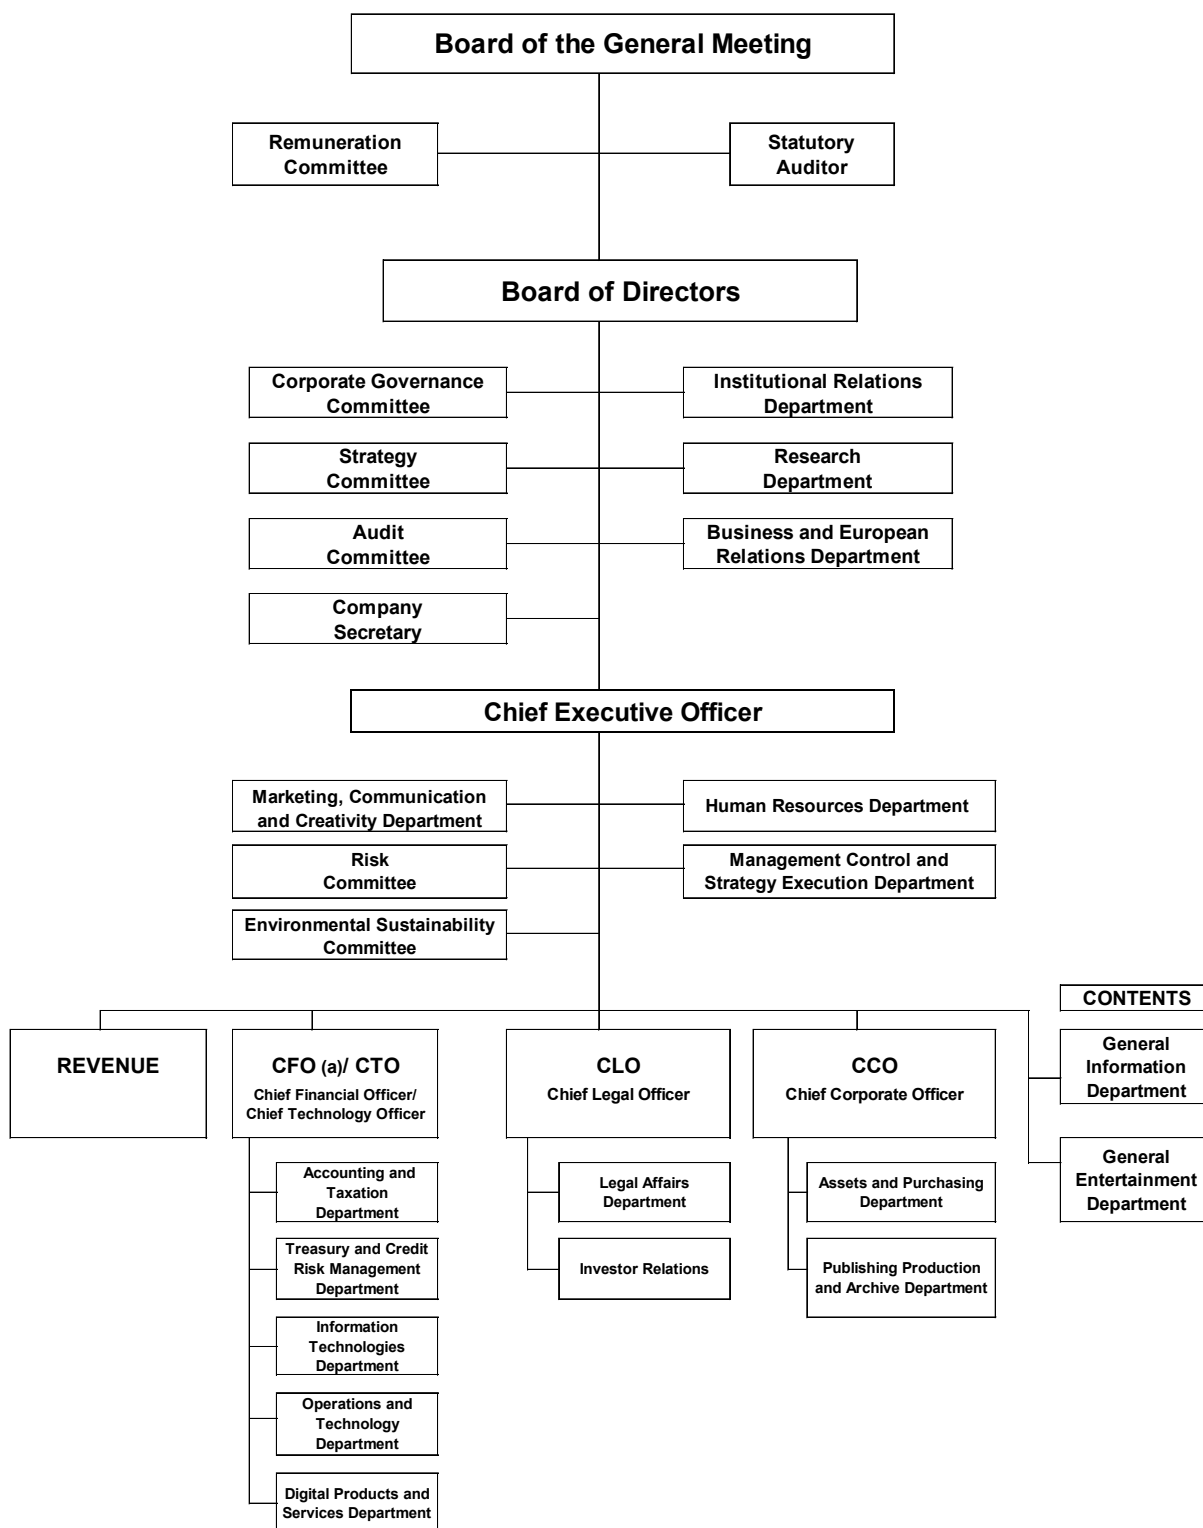 Board of the General Meeting
Remuneration
Committee
Statutory
Auditor
Board of Directors
Corporate Governance
Committee
Institutional Relations
Department
Strategy
Committee
Research
Department
Audit
Committee
Business and European
Relations Department
Company
Secretary
Chief Executive Officer
Marketing, Communication
and Creativity Department
Human Resources Department
Risk
Committee
Management Control and
Strategy Execution Department
Environmental Sustainability
Committee
CONTENTS
REVENUE
CFO (a)/ CTO
Chief Financial Officer/
Chief Technology Officer
CLO
Chief Legal Officer
CCO
Chief Corporate Officer
General
Information
Department
General
Entertainment
Department
Accounting and
Taxation
Department
Legal Affairs
Department
Assets and Purchasing
Department
Treasury and Credit
Risk Management
Department
Investor Relations
Publishing Production
and Archive Department
Information
Technologies
Department
Operations and
Technology
Department
Digital Products and
Services Department